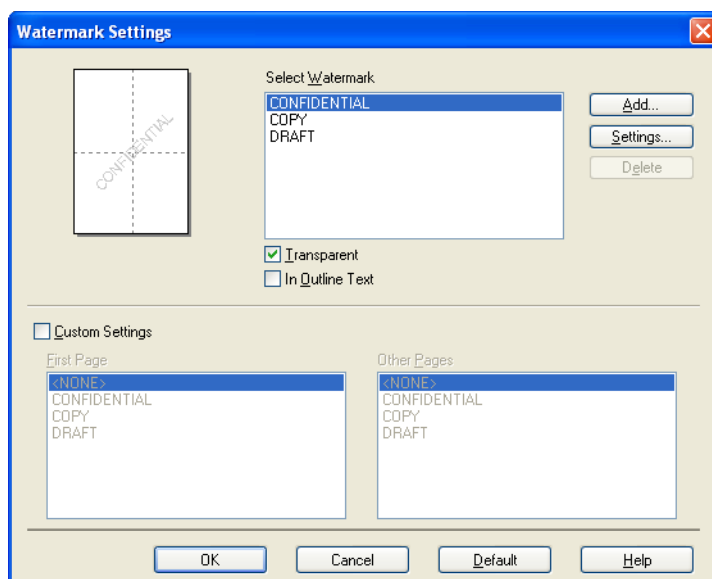 Watermark Settings
Select Watermark
CONFIDENTIAL
CONFIDENTIAL
COPY
DRAFT
Add...
Settings...
Delete
Transparent
In Outline Text
Custom Settings
First Page
<NONE>
CONFIDENTIAL
COPY
DRAFT
Other Pages
<NONE>
CONFIDENTIAL
COPY
DRAFT
OK
Cancel
Default
Help